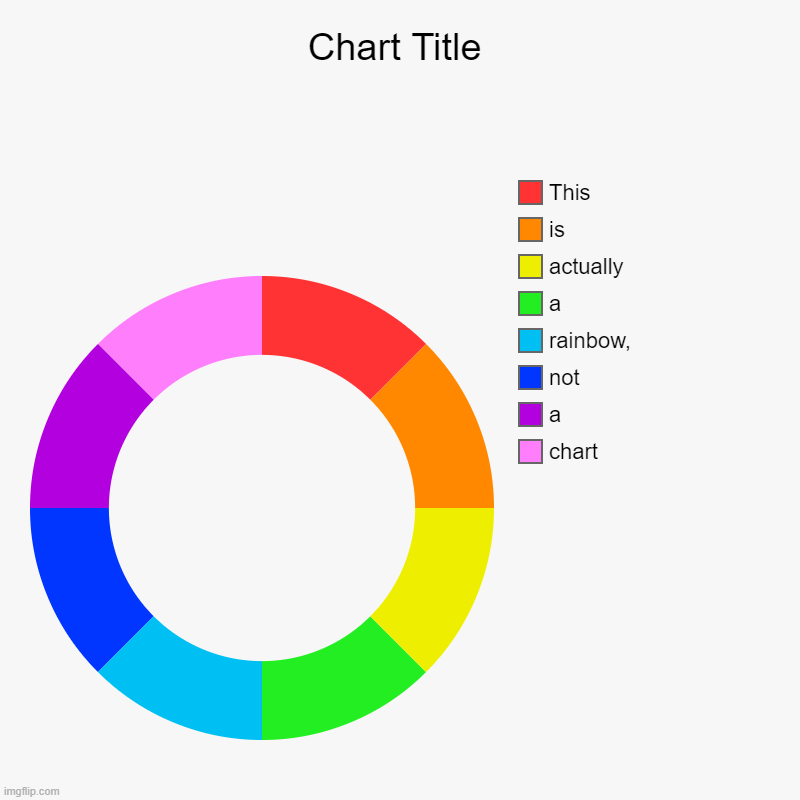 Chart Title
This
is
actually
a
rainbow,
not
a
chart
imgflip.com